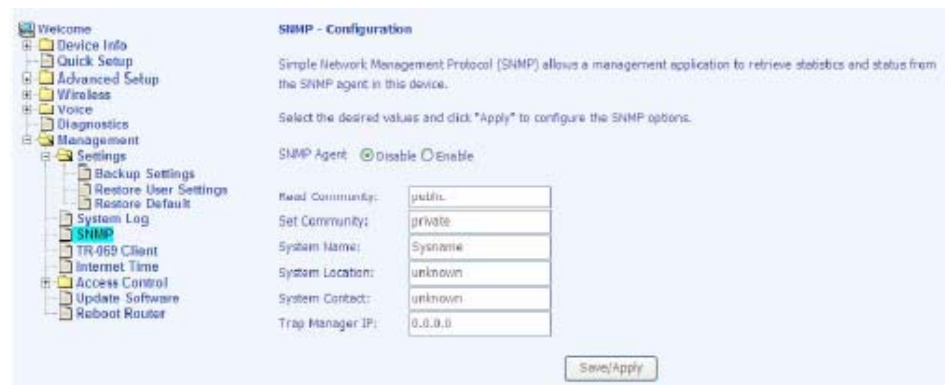 Welcome
Device Info
Quick Setup
Advanced Setup
Wireless
Voice
Diagnostics
Management
Settings
Backup Settings
Restore User Settings
Restore Default
System Log
SNMP
TR-069 Client
Internet Time
Access Control
Update Software
Reboot Router
SNMP - Configuration
Simple Network Management Protocol (SNMP) allows a management application to retrieve statistics and status from
the SNMP agent in this device.
Select the desired values and click "Apply" to configure the SNMP options.
SNMP Agent Disable Enable
Read Community: public
Set Community: private
System Name: Sysname
System Location: unknown
System Contact: unknown
Trap Manager IP: 0.0.0.0
Save/Apply